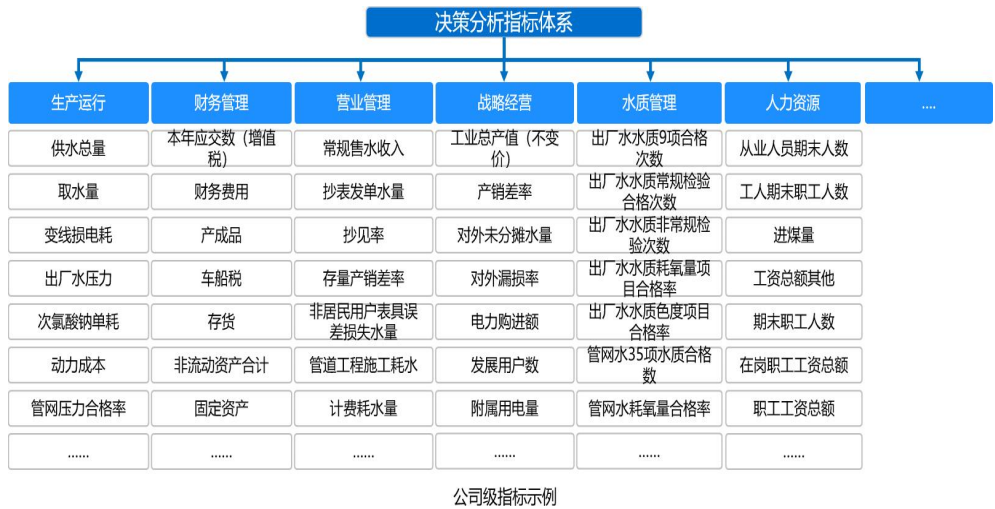 决策分析指标体系
生产运行
财务管理
营业管理
战略经营
水质管理
人力资源
....
供水总量
本年应交数（增值
税）
常规售水收入
工业总产值（不变
价）
出厂水水质9项合格
次数
从业人员期末人数
取水量
财务费用
抄表发单水量
产销差率
出厂水水质常规检验
合格次数
工人期末职工人数
变线损电耗
产成品
抄见率
对外未分摊水量
出厂水水质非常规检
验次数
进煤量
出厂水压力
车船税
存量产销差率
对外漏损率
出厂水水质耗氧量项
目合格率
工资总额其他
次氯酸钠单耗
存货
非居民用户表具误
差损失水量
电力购进额
出厂水水质色度项目
合格率
期末职工人数
动力成本
非流动资产合计
管道工程施工耗水
发展用户数
管网水35项水质合格
数
在岗职工工资总额
管网压力合格率
固定资产
计费耗水量
附属用电量
管网水耗氧量合格率
职工工资总额
......
......
......
......
......
......
公司级指标示例